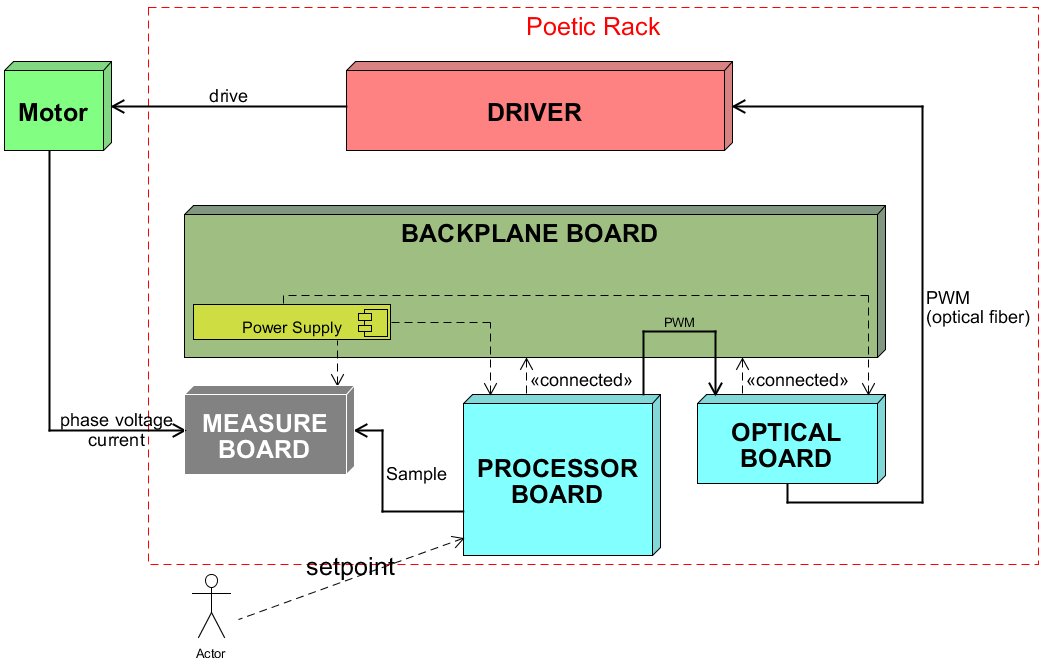 Poetic Rack
Motor
drive
DRIVER
BACKPLANE BOARD
PWM
(optical fiber)
Power Supply
PWM
«connected»
«connected»
phase voltage
current
MEASURE
BOARD
Sample
PROCESSOR
BOARD
OPTICAL
BOARD
setpoint
Actor